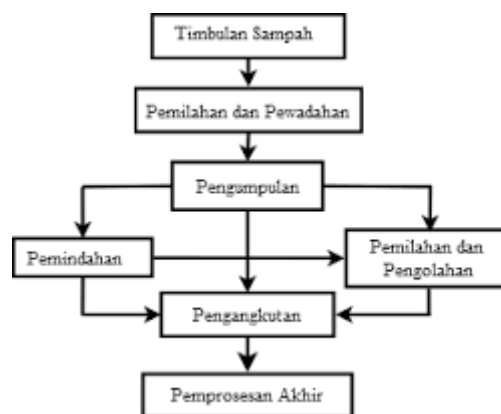 Timbulan Sampah
Pemilahan dan Pewadahan
Pengumpulan
Pemindahan
Pemilahan dan
Pengolahan
Pengangkutan
Pemprosesan Akhir